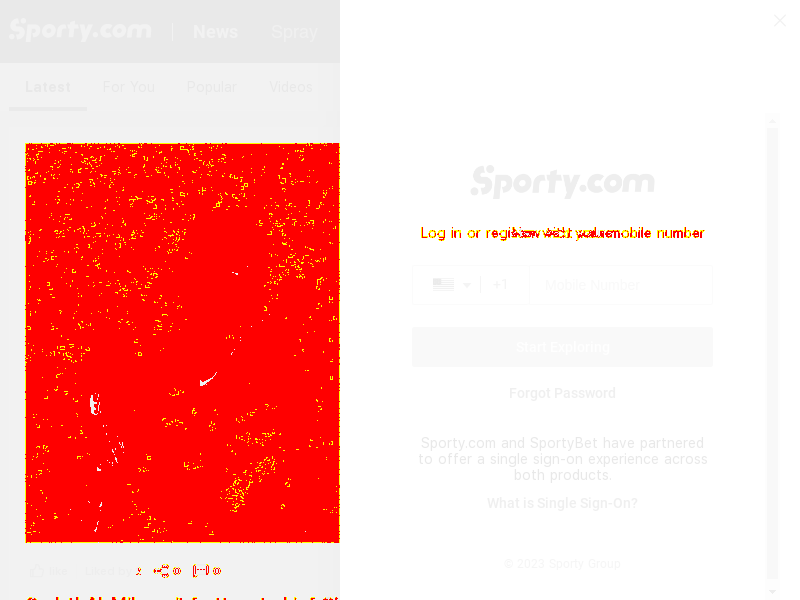 Sporty.com
News
Spray
Latest
For You
Popular
Videos
Sporty.com
Log in or register with your mobile number
+1
Mobile Number
Start Exploring
Forgot Password
Sporty.com and SportyBet have partnered
to offer a single sign-on experience across
both products.
What is Single Sign-On?
© 2023 Sporty Group